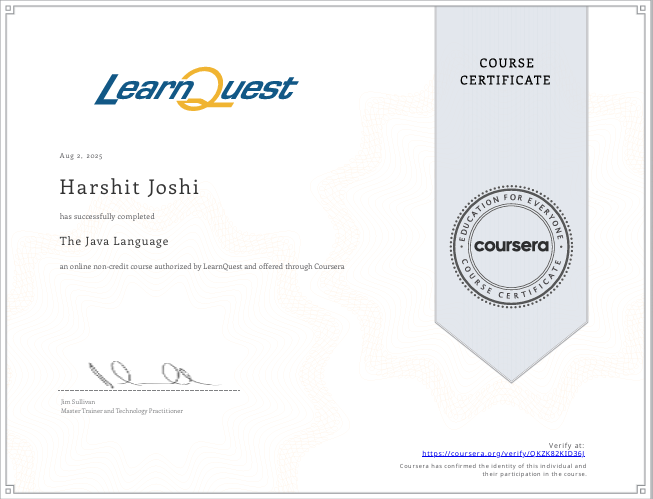 COURSE
CERTIFICATE
LearnQuest
Aug 2, 2025
Harshit Joshi
has successfully completed
The Java Language
an online non-credit course authorized by LearnQuest and offered through Coursera
EDUCATION FOR EVERYONE
coursera
COURSE CERTIFICATE
Jim Sullivan
Master Trainer and Technology Practitioner
Verify at:
https://coursera.org/verify/QKZK82KID36J
Coursera has confirmed the identity of this individual and
their participation in the course.